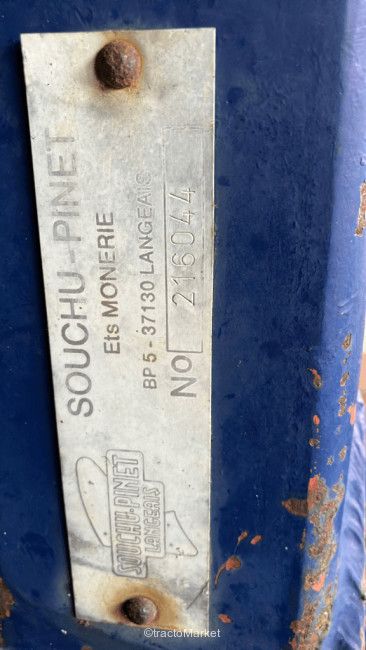 SOUCHU-PINET
Ets MONERIE
BP 5 - 37130 LANGEAIS
No 216044
SOUCHU-PINET
LANGEAIS
©tractoMarket